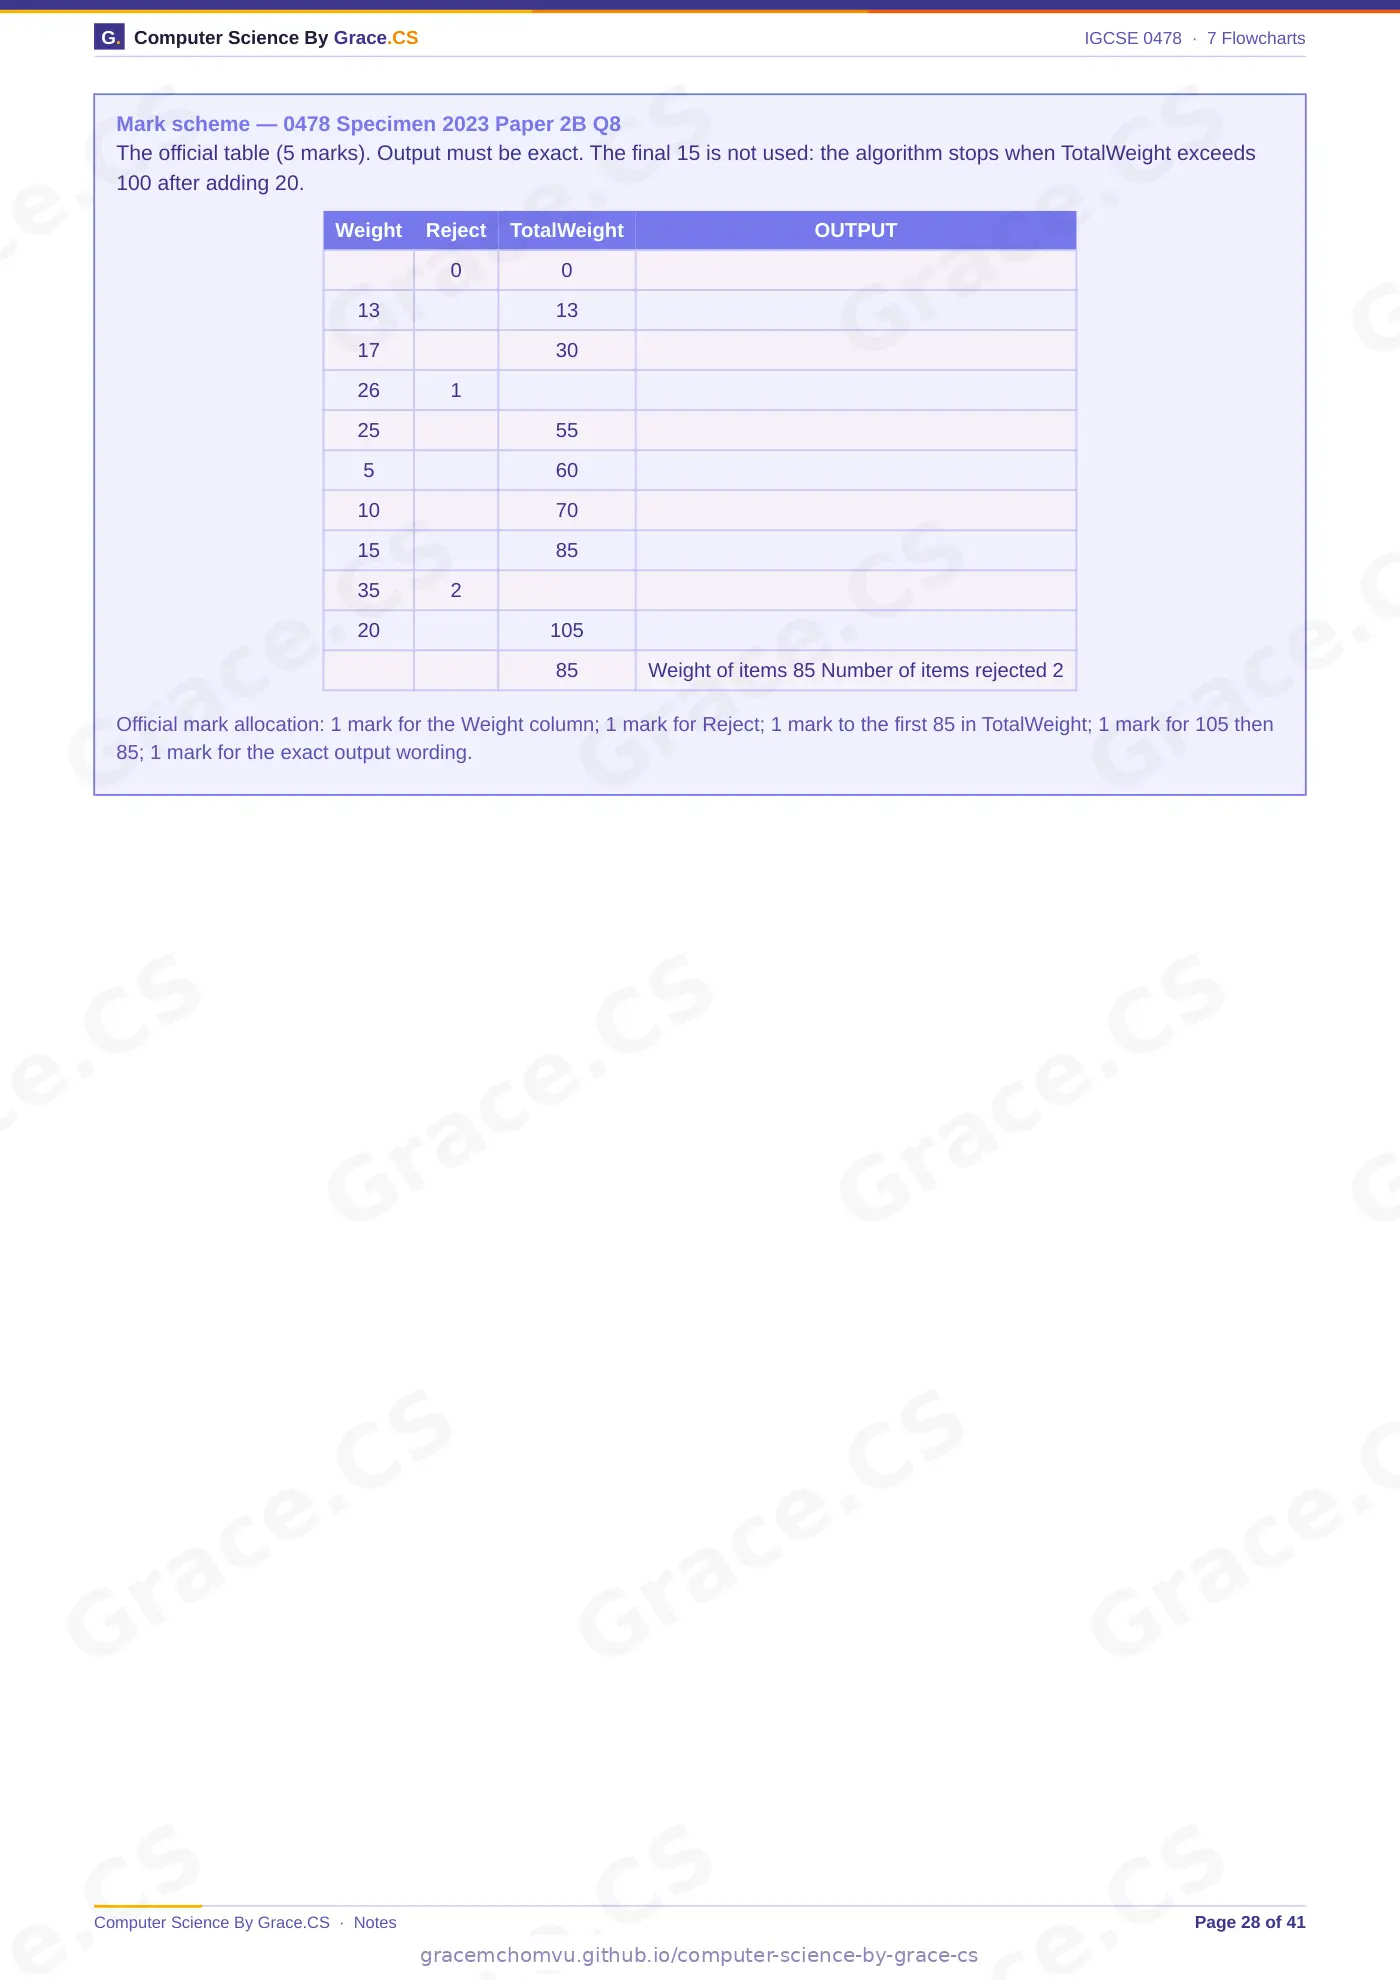 G. Computer Science By Grace.CS
IGCSE 0478 · 7 Flowcharts
Mark scheme — 0478 Specimen 2023 Paper 2B Q8
The official table (5 marks). Output must be exact. The final 15 is not used: the algorithm stops when TotalWeight exceeds
100 after adding 20.
Weight Reject TotalWeight OUTPUT
0 0
13 13
17 30
26 1
25 55
5 60
10 70
15 85
35 2
20 105
85 Weight of items 85 Number of items rejected 2
Official mark allocation: 1 mark for the Weight column; 1 mark for Reject; 1 mark to the first 85 in TotalWeight; 1 mark for 105 then
85; 1 mark for the exact output wording.
Computer Science By Grace.CS · Notes
Page 28 of 41
gracemchomvu.github.io/computer-science-by-grace-cs